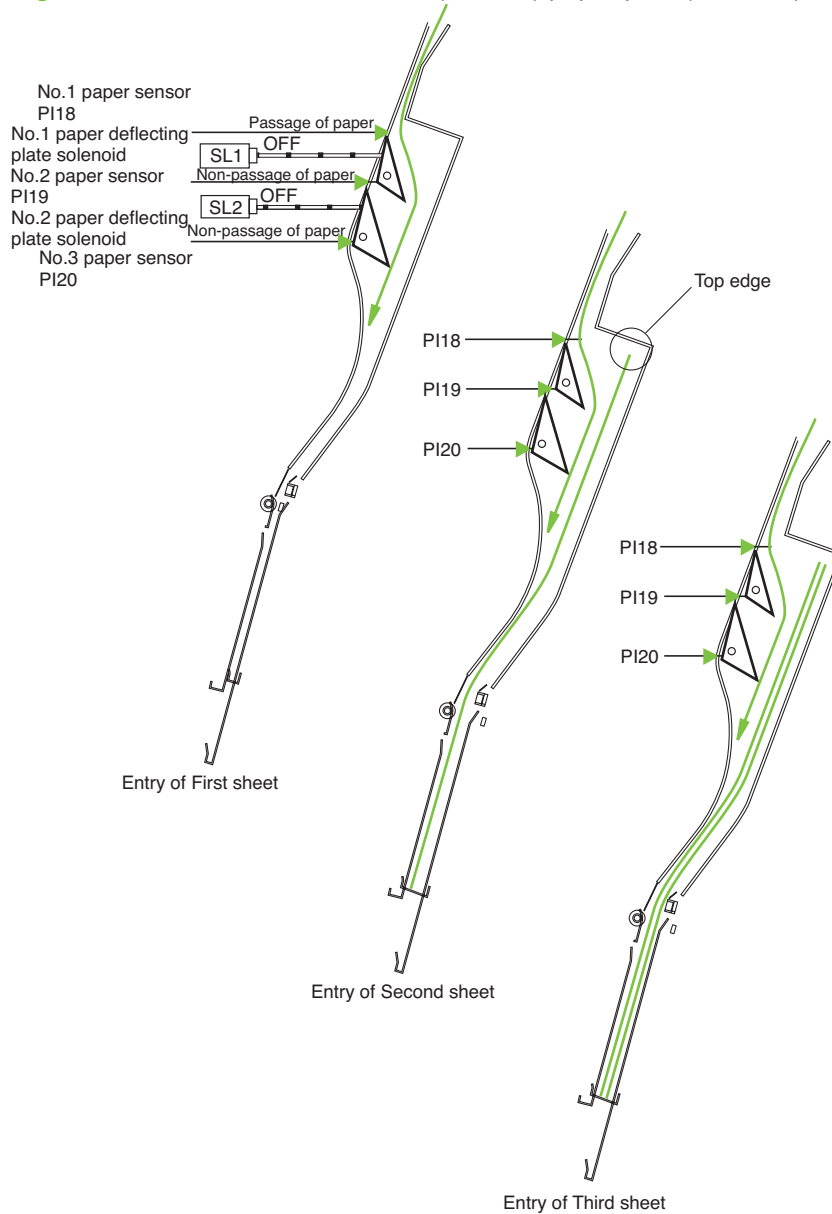 No.1 paper sensor
PI18
No.1 paper deflecting
plate solenoid
No.2 paper sensor
PI19
No.2 paper deflecting
plate solenoid
No.3 paper sensor
PI20
Passage of paper
OFF
SL1
Non-passage of paper
OFF
SL2
Non-passage of paper
Entry of First sheet
Top edge
PI18
PI19
PI20
Entry of Second sheet
PI18
PI19
PI20
Entry of Third sheet